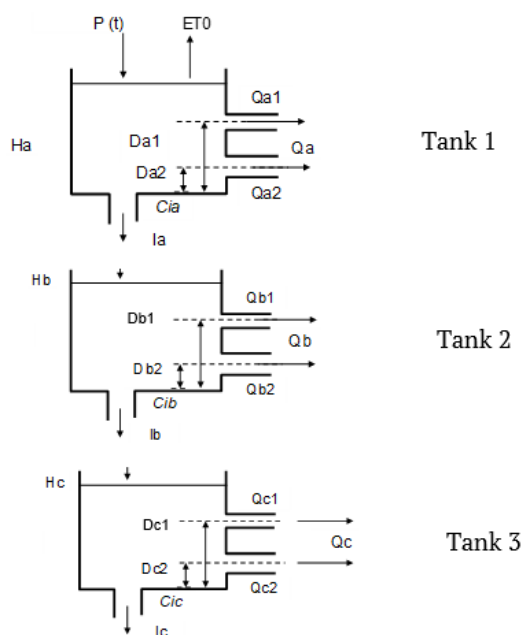 P (t) ET0
Qa1
Ha Da1 Qa Tank 1
Da2
Cia Qa2
Ia
Hb Qb1
Db1 Qb Tank 2
Db2
Cib Qb2
Ib
Hc Qc1
Dc1 Qc Tank 3
Dc2
Cic Qc2
Ic